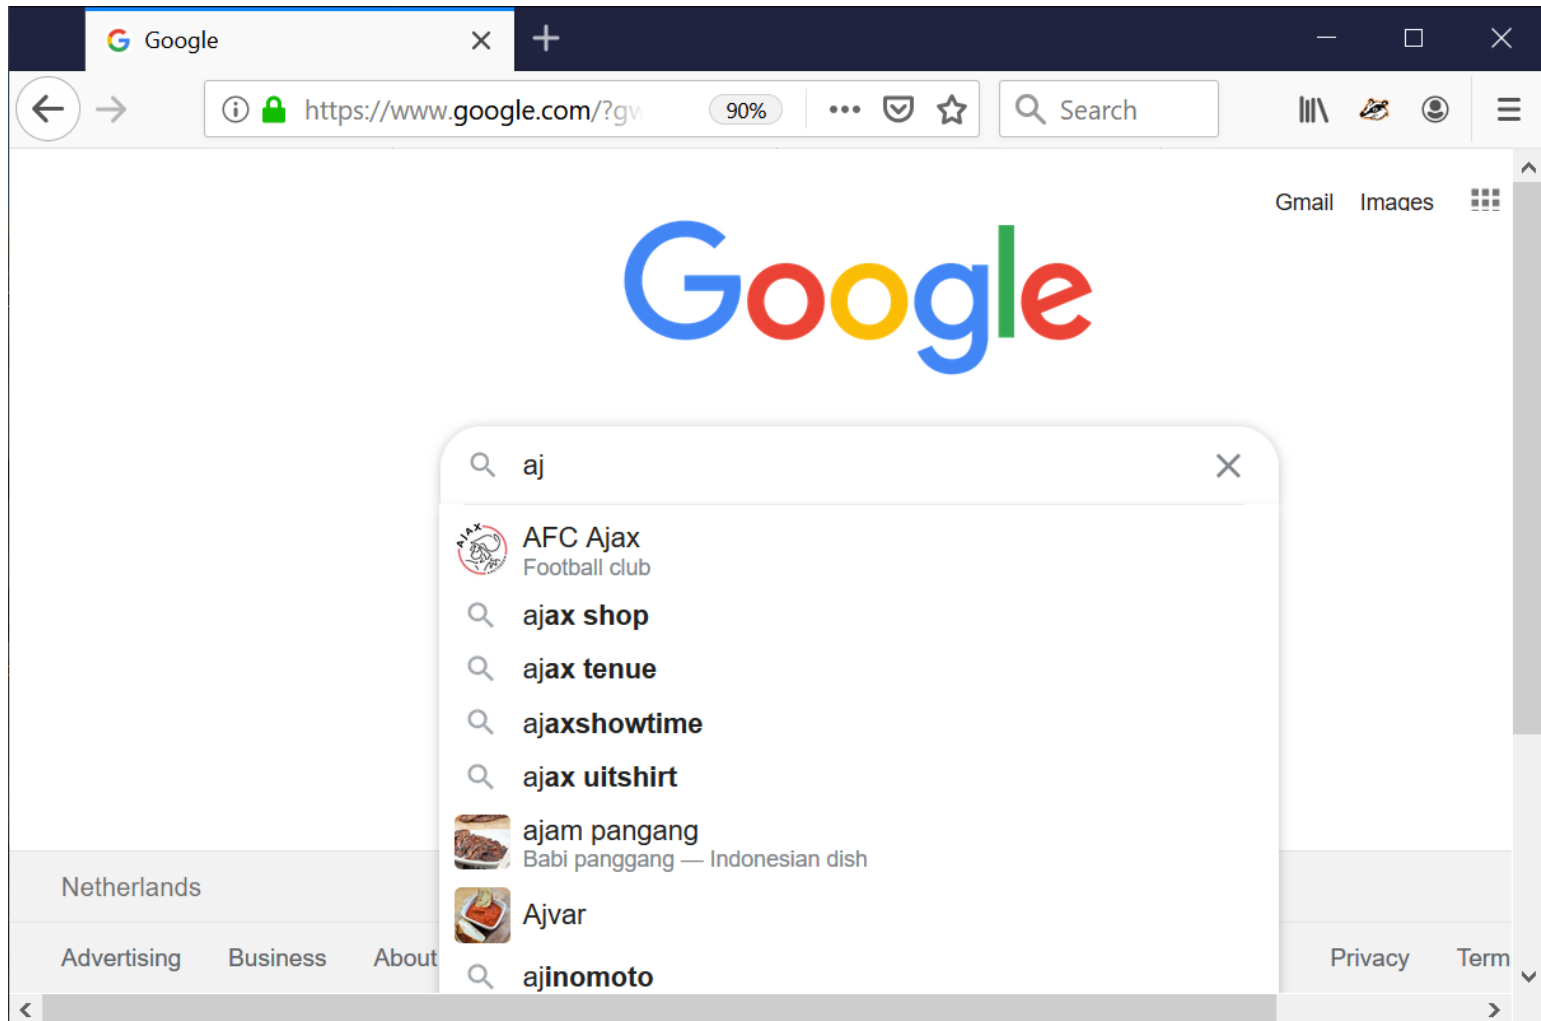 Google
https://www.google.com/?gw
90%
Search
Gmail Images
Google
aj
AJAX
AFC Ajax
Football club
ajax shop
ajax tenue
ajaxshowtime
ajax uitshirt
ajam pangang
Babi panggang — Indonesian dish
Netherlands
Ajvar
Advertising Business About Privacy Term
ajinomoto